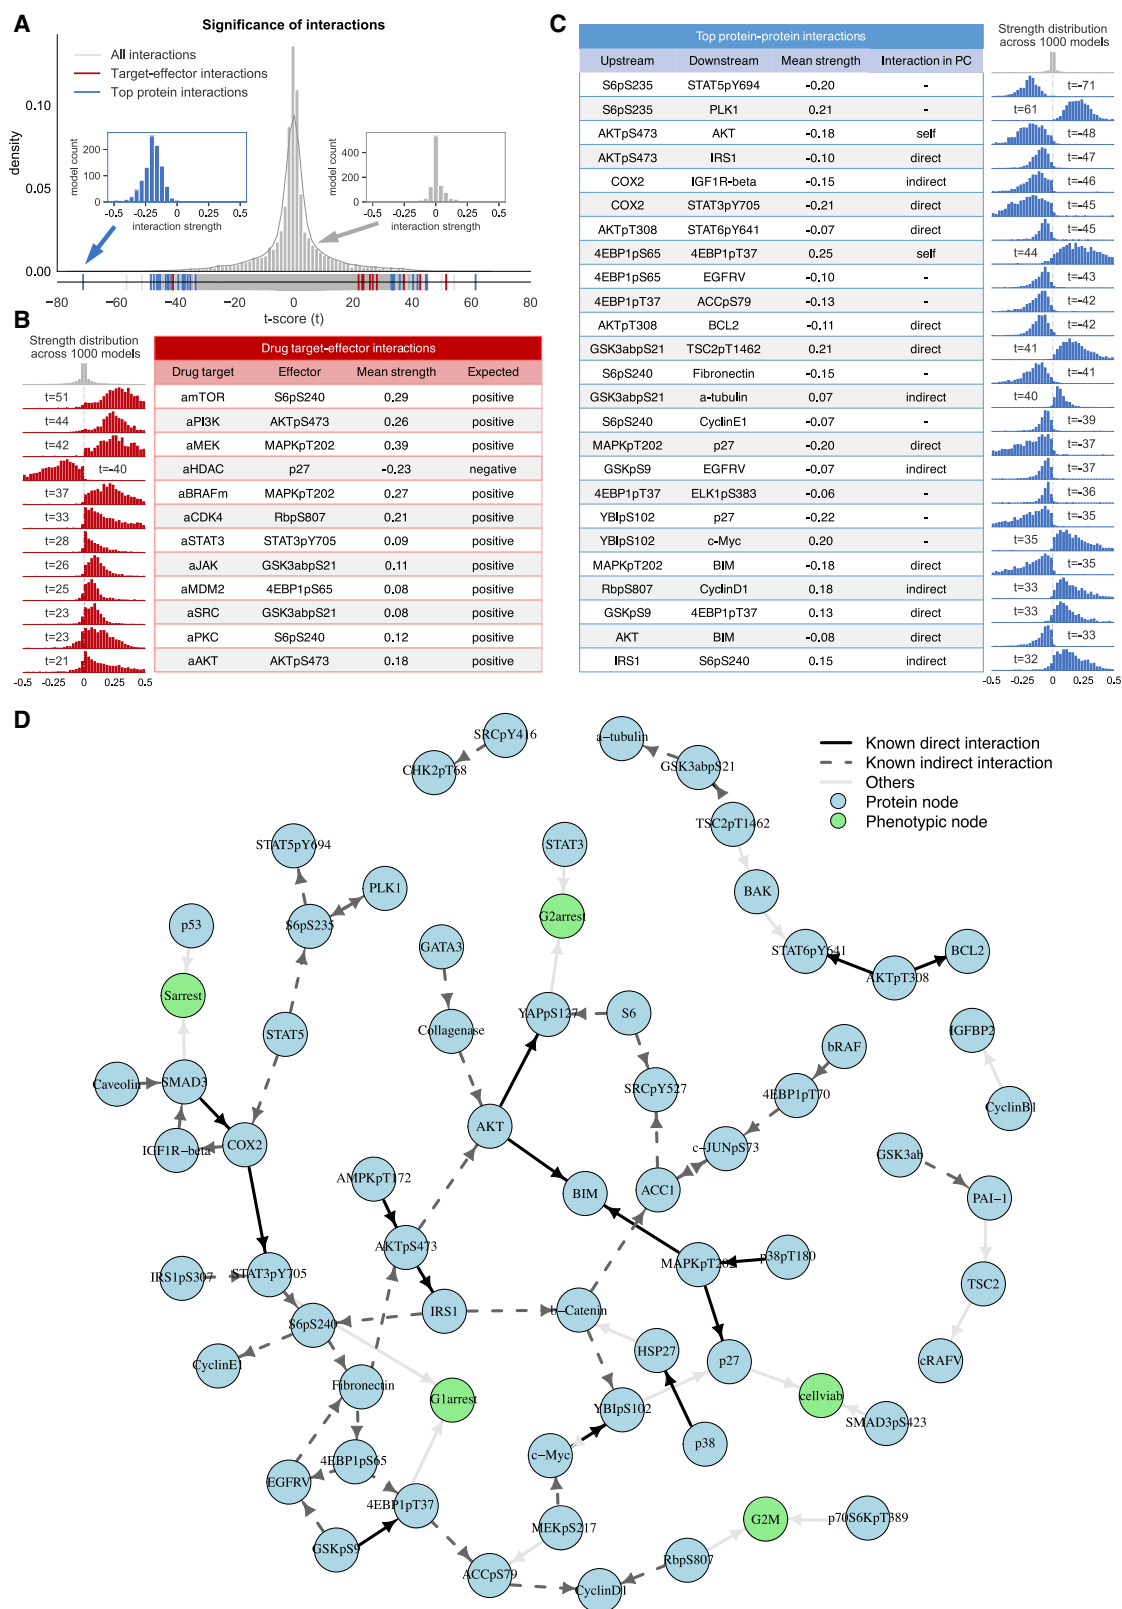 A
Significance of interactions
All interactions
Target-effector interactions
Top protein interactions
density
0.10
0.05
0.00
model count
200
100
0
-0.5 -0.25 0 0.25 0.5
interaction strength
model count
400
200
0
-0.5 -0.25 0 0.25 0.5
interaction strength
-80 -60 -40 -20 0 20 40 60 80
t-score (t)
B
Strength distribution
across 1000 models
Drug target-effector interactions
Drug target Effector Mean strength Expected
t=51 amTOR S6pS240 0.29 positive
t=44 aPI3K AKTpS473 0.26 positive
t=42 aMEK MAPKpT202 0.39 positive
t=-40 aHDAC p27 -0.23 negative
t=37 aBRAFm MAPKpT202 0.27 positive
t=33 aCDK4 RbpS807 0.21 positive
t=28 aSTAT3 STAT3pY705 0.09 positive
t=26 aJAK GSK3abpS21 0.11 positive
t=25 aMDM2 4EBP1pS65 0.08 positive
t=23 aSRC GSK3abpS21 0.08 positive
t=23 aPKC S6pS240 0.12 positive
t=21 aAKT AKTpS473 0.18 positive
-0.5 -0.25 0 0.25 0.5
C
Top protein-protein interactions
Strength distribution
across 1000 models
Upstream Downstream Mean strength Interaction in PC
S6pS235 STAT5pY694 -0.20 - t=-71
S6pS235 PLK1 0.21 - t=61
AKTpS473 AKT -0.18 self t=-48
AKTpS473 IRS1 -0.10 direct t=-47
COX2 IGF1R-beta -0.15 indirect t=-46
COX2 STAT3pY705 -0.21 direct t=-45
AKTpT308 STAT6pY641 -0.07 direct t=-45
4EBP1pS65 4EBP1pT37 0.25 self t=44
4EBP1pS65 EGFRV -0.10 - t=-43
4EBP1pT37 ACCpS79 -0.13 - t=-42
AKTpT308 BCL2 -0.11 direct t=-42
GSK3abpS21 TSC2pT1462 0.21 direct t=41
S6pS240 Fibronectin -0.15 - t=-41
GSK3abpS21 a-tubulin 0.07 indirect t=40
S6pS240 CyclinE1 -0.07 - t=-39
MAPKpT202 p27 -0.20 direct t=-37
GSKpS9 EGFRV -0.07 indirect t=-37
4EBP1pT37 ELK1pS383 -0.06 - t=-36
YBIpS102 p27 -0.22 - t=-35
YBIpS102 c-Myc 0.20 - t=35
MAPKpT202 BIM -0.18 direct t=-35
RbpS807 CyclinD1 0.18 indirect t=33
GSKpS9 4EBP1pT37 0.13 direct t=33
AKT BIM -0.08 direct t=-33
IRS1 S6pS240 0.15 indirect t=32
-0.5 -0.25 0 0.25 0.5
D
Known direct interaction
Known indirect interaction
Others
Protein node
Phenotypic node
SRCpY416
CHK2pT68
a−tubulin
GSK3abpS21
TSC2pT1462
STAT5pY694
STAT3
PLK1
BAK
p53
S6pS235
G2arrest
GATA3
STAT6pY641
BCL2
AKTpT308
Sarrest
STAT5
Collagenase
YAPpS127
S6
IGFBP2
bRAF
Caveolin
SMAD3
SRCpY527
4EBP1pT70
CyclinB1
AKT
IGF1R−beta
COX2
c−JUNpS73
GSK3ab
AMPKpT172
BIM
ACC1
PAI−1
AKTpS473
IRS1pS307
STAT3pY705
MAPKpT202
p38pT180
TSC2
S6pS240
IRS1
b−Catenin
HSP27
p27
cRAFV
CyclinE1
Fibronectin
G1arrest
YBIpS102
cellviab
SMAD3pS423
c−Myc
p38
4EBP1pS65
EGFRV
4EBP1pT37
MEKpS217
G2M
p70S6KpT389
GSKpS9
ACCpS79
CyclinD1
RbpS807